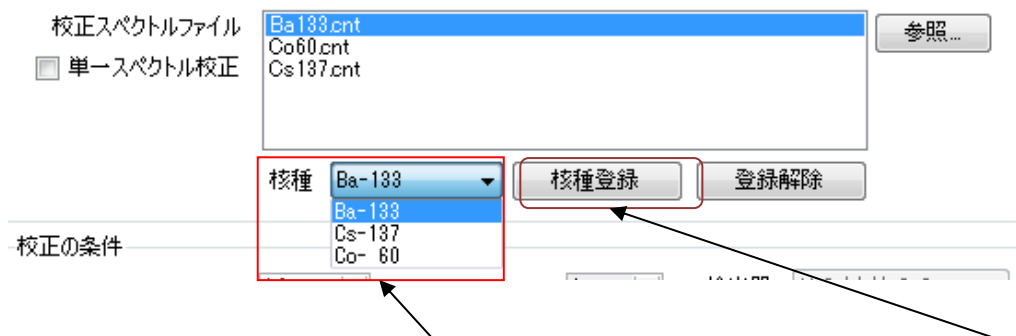 校正スペクトルファイル
Ba133.cnt
参照...
Co60.cnt
単一スペクトル校正
Cs137.cnt
核種 Ba-133 核種登録 登録解除
Ba-133
Cs-137
Co- 60
校正の条件